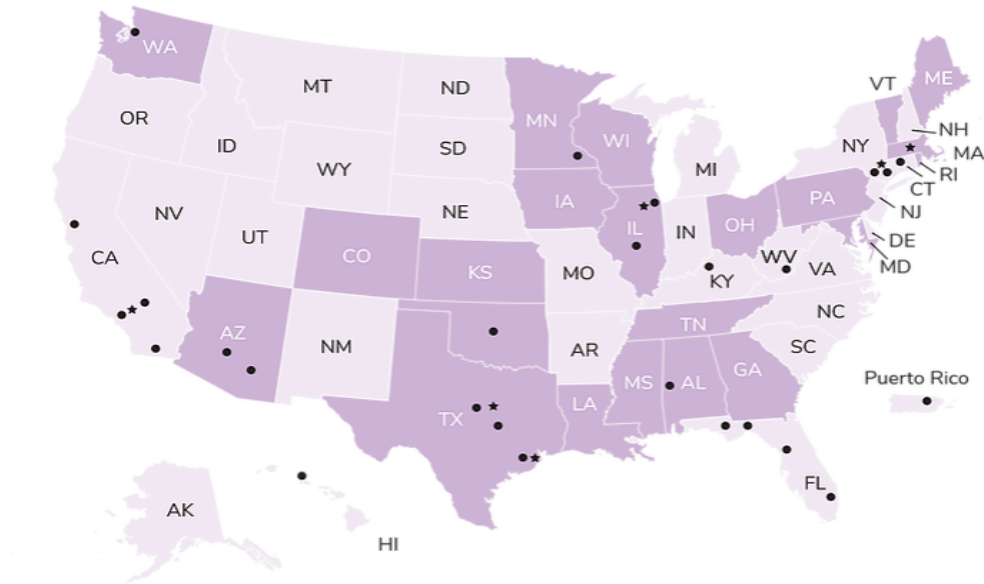 WA
MT
ND
MN
VT
ME
OR
ID
SD
WI
NY
NH
MA
WY
MI
RI
CT
NV
NE
IA
PA
NJ
UT
CO
IL
IN
OH
DE
CA
KS
MO
WV
VA
MD
KY
AZ
NM
TN
NC
AR
SC
MS
AL
GA
Puerto Rico
TX
LA
FL
AK
HI